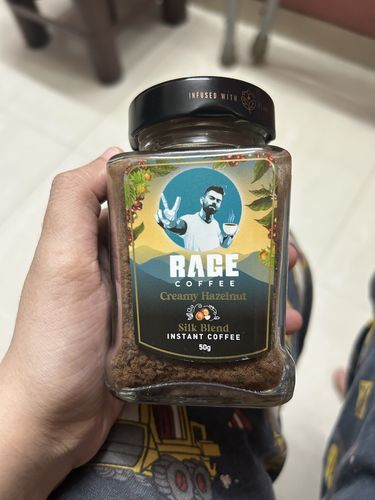 INFUSED WITH
RAGE
COFFEE
Creamy Hazelnut
Silk Blend
INSTANT COFFEE
50g